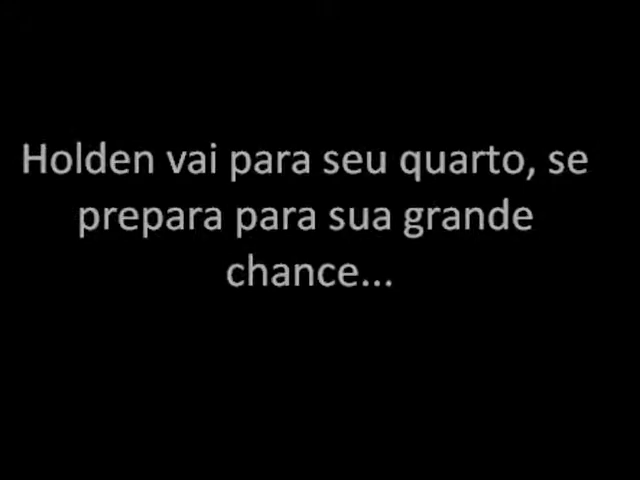 Holden vai para seu quarto, se
prepara para sua grande
chance...